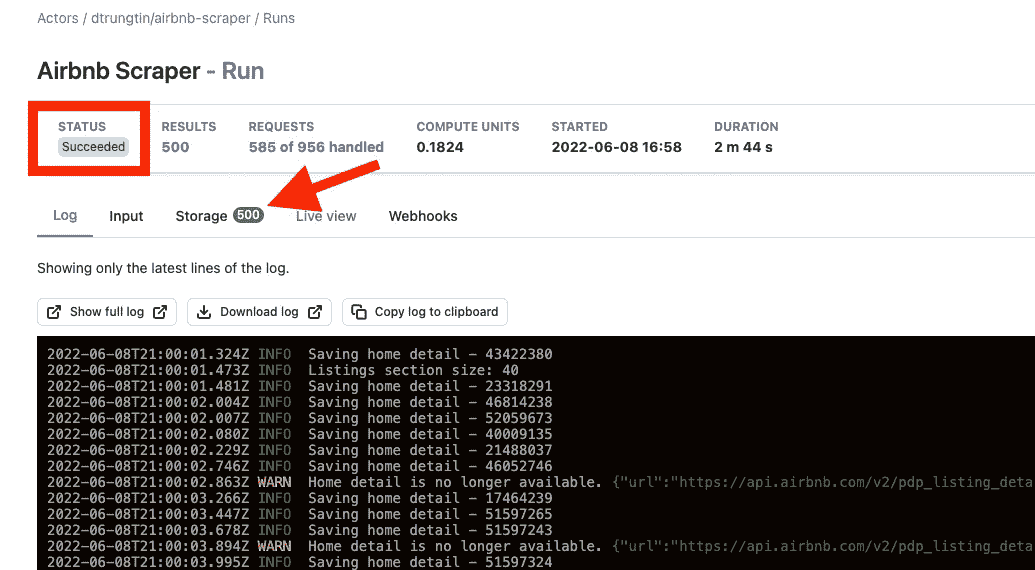 Actors / dtrungtin/airbnb-scraper / Runs
Airbnb Scraper - Run
STATUS RESULTS REQUESTS COMPUTE UNITS STARTED DURATION
Succeeded 500 585 of 956 handled 0.1824 2022-06-08 16:58 2 m 44 s
Log Input Storage 500 Live view Webhooks
Showing only the latest lines of the log.
Show full log Download log Copy log to clipboard
2022-06-08T21:00:01.324Z INFO Saving home detail - 43422380
2022-06-08T21:00:01.473Z INFO Listings section size: 40
2022-06-08T21:00:01.481Z INFO Saving home detail - 23318291
2022-06-08T21:00:02.004Z INFO Saving home detail - 46814238
2022-06-08T21:00:02.007Z INFO Saving home detail - 52059673
2022-06-08T21:00:02.080Z INFO Saving home detail - 40009135
2022-06-08T21:00:02.229Z INFO Saving home detail - 21488037
2022-06-08T21:00:02.746Z INFO Saving home detail - 46052746
2022-06-08T21:00:02.863Z WARN Home detail is no longer available. {"url":"https://api.airbnb.com/v2/pdp_listing_deta
2022-06-08T21:00:03.266Z INFO Saving home detail - 17464239
2022-06-08T21:00:03.447Z INFO Saving home detail - 51597265
2022-06-08T21:00:03.678Z INFO Saving home detail - 51597243
2022-06-08T21:00:03.894Z WARN Home detail is no longer available. {"url":"https://api.airbnb.com/v2/pdp_listing_deta
2022-06-08T21:00:03.995Z INFO Saving home detail - 51597324